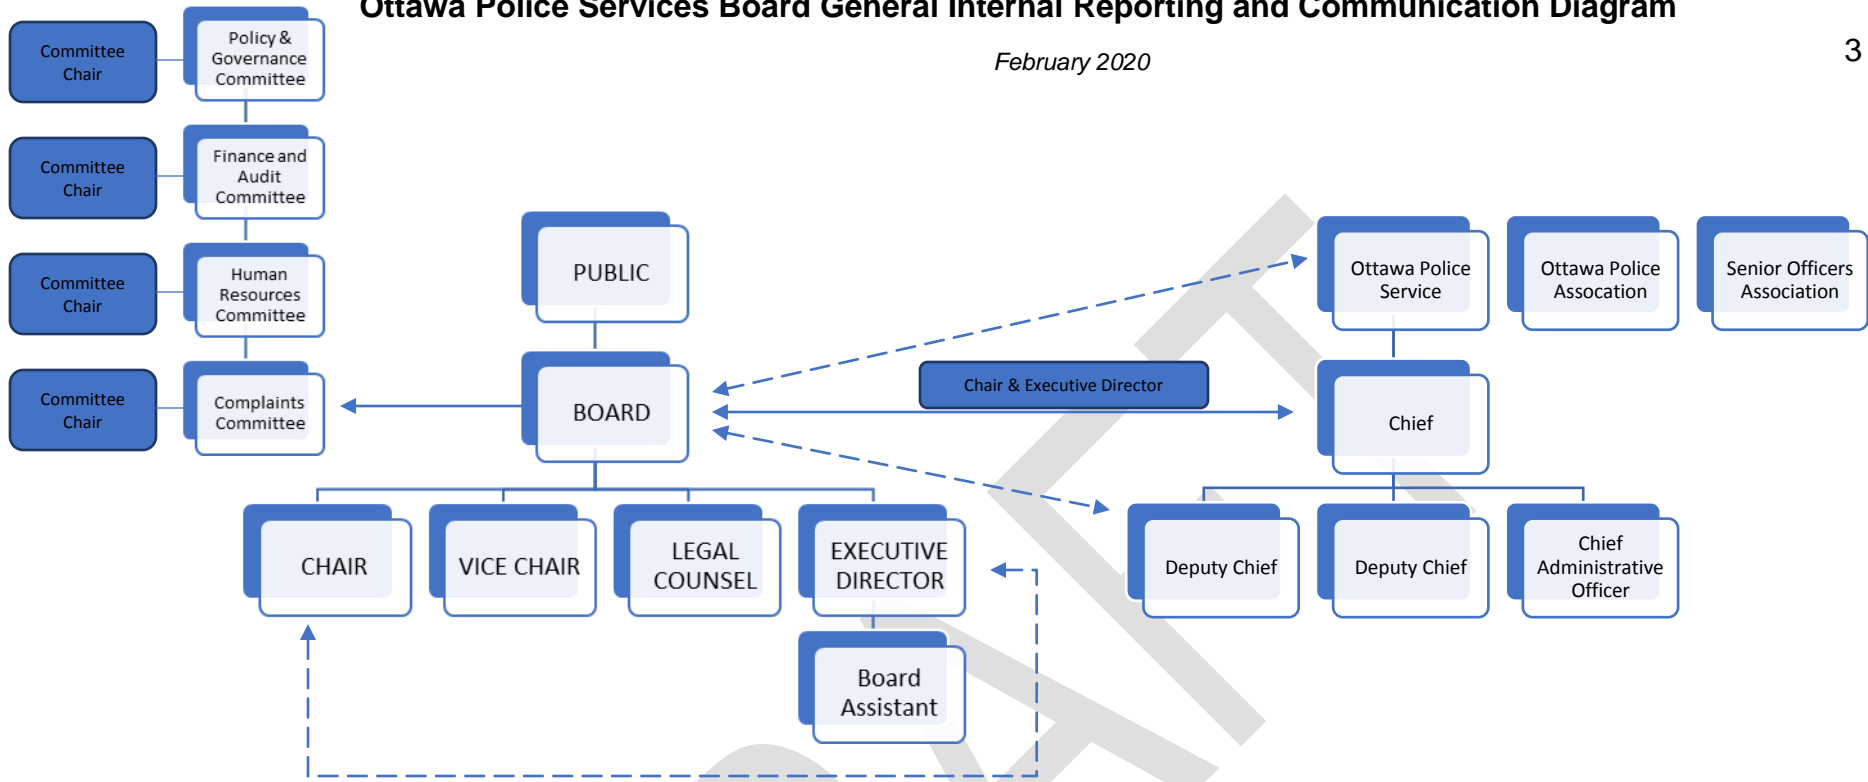 Ottawa Police Services Board General Internal Reporting and Communication Diagram
February 2020
3
Committee
Chair
Policy &
Governance
Committee
Committee
Chair
Finance and
Audit
Committee
Committee
Chair
Human
Resources
Committee
Committee
Chair
Complaints
Committee
PUBLIC
BOARD
Chair & Executive Director
CHAIR
VICE CHAIR
LEGAL
COUNSEL
EXECUTIVE
DIRECTOR
Board
Assistant
Ottawa Police
Service
Ottawa Police
Assocation
Senior Officers
Association
Chief
Deputy Chief
Deputy Chief
Chief
Administrative
Officer